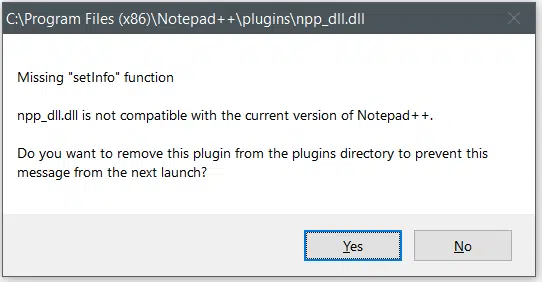 C:\Program Files (x86)\Notepad++\plugins\npp_dll.dll
Missing "setInfo" function
npp_dll.dll is not compatible with the current version of Notepad++.
Do you want to remove this plugin from the plugins directory to prevent this
message from the next launch?
Yes
No